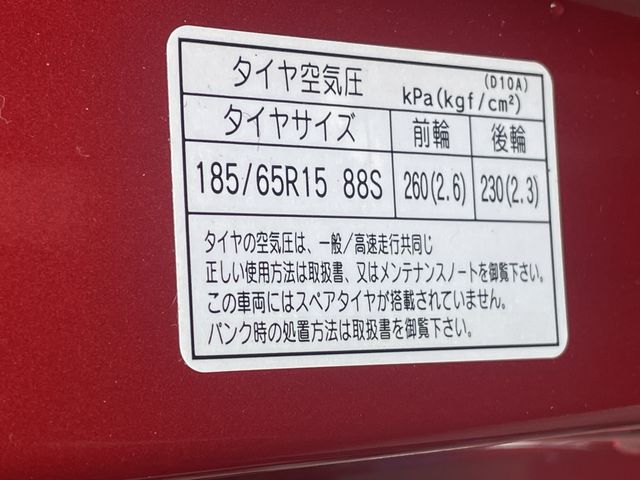 タイヤ空気圧 kPa(kgf/cm²) (D10A)
タイヤサイズ 前輪 後輪
185/65R15 88S 260(2.6) 230(2.3)
タイヤの空気圧は、一般/高速走行共同じ
正しい使用方法は取扱書、又はメンテナンスノートを御覧下さい。
この車両にはスペアタイヤが搭載されていません。
パンク時の処置方法は取扱書を御覧下さい。